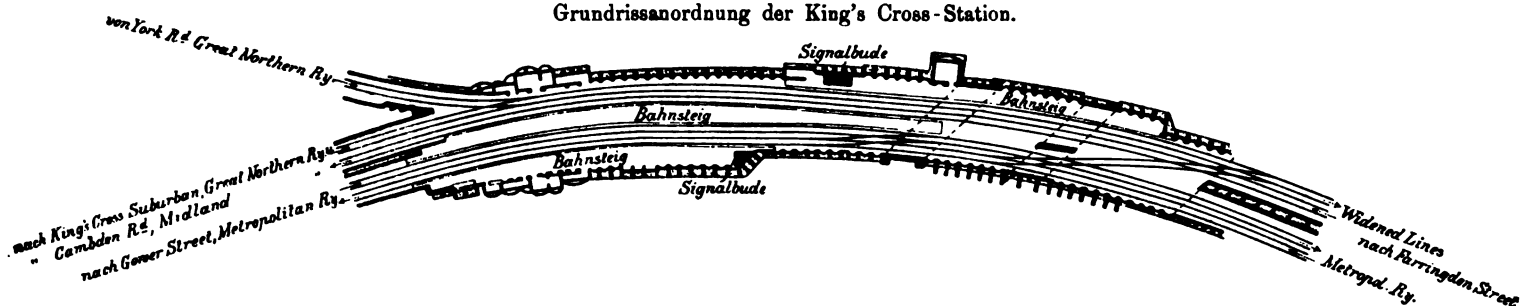 Grundrissanordnung der King's Cross-Station.
von York Rd Great Northern Ry
Signalbude
Bahnsteig
Bahnsteig
Bahnsteig
Signalbude
nach King's Cross Suburban, Great Northern Ry u.
" Cambden Rd, Midland "
nach Gower Street, Metropolitan Ry
Widened Lines
nach Farringdon Street
Metropol. Ry.